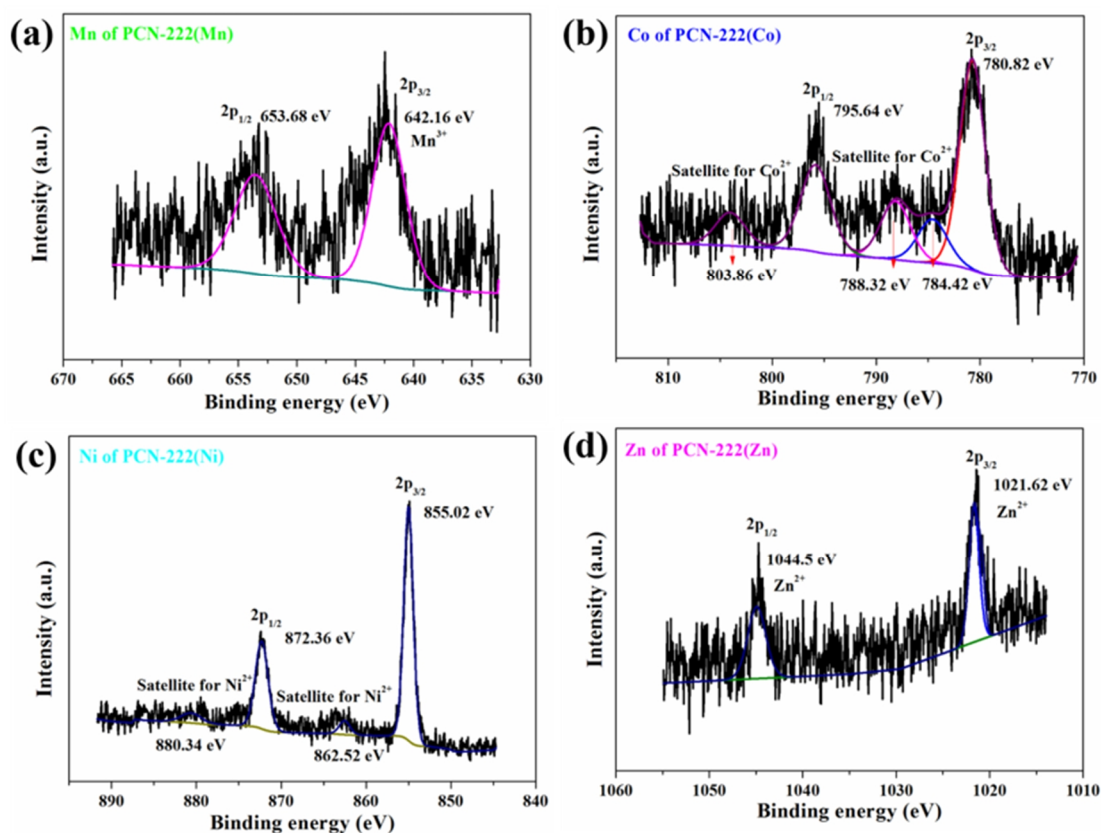 (a)
Mn of PCN-222(Mn)
2p3/2
2p1/2 653.68 eV
642.16 eV
Mn3+
Intensity (a.u.)
670 665 660 655 650 645 640 635 630
Binding energy (eV)
(b)
Co of PCN-222(Co)
2p3/2
780.82 eV
2p1/2
795.64 eV
Satellite for Co2+
Satellite for Co2+
803.86 eV
788.32 eV
784.42 eV
Intensity (a.u.)
810 800 790 780 770
Binding energy (eV)
(c)
Ni of PCN-222(Ni)
2p3/2
855.02 eV
2p1/2
872.36 eV
Satellite for Ni2+
Satellite for Ni2+
880.34 eV
862.52 eV
Intensity (a.u.)
890 880 870 860 850 840
Binding energy (eV)
(d)
Zn of PCN-222(Zn)
2p3/2
1021.62 eV
Zn2+
2p1/2
1044.5 eV
Zn2+
Intensity (a.u.)
1060 1050 1040 1030 1020 1010
Binding energy (eV)